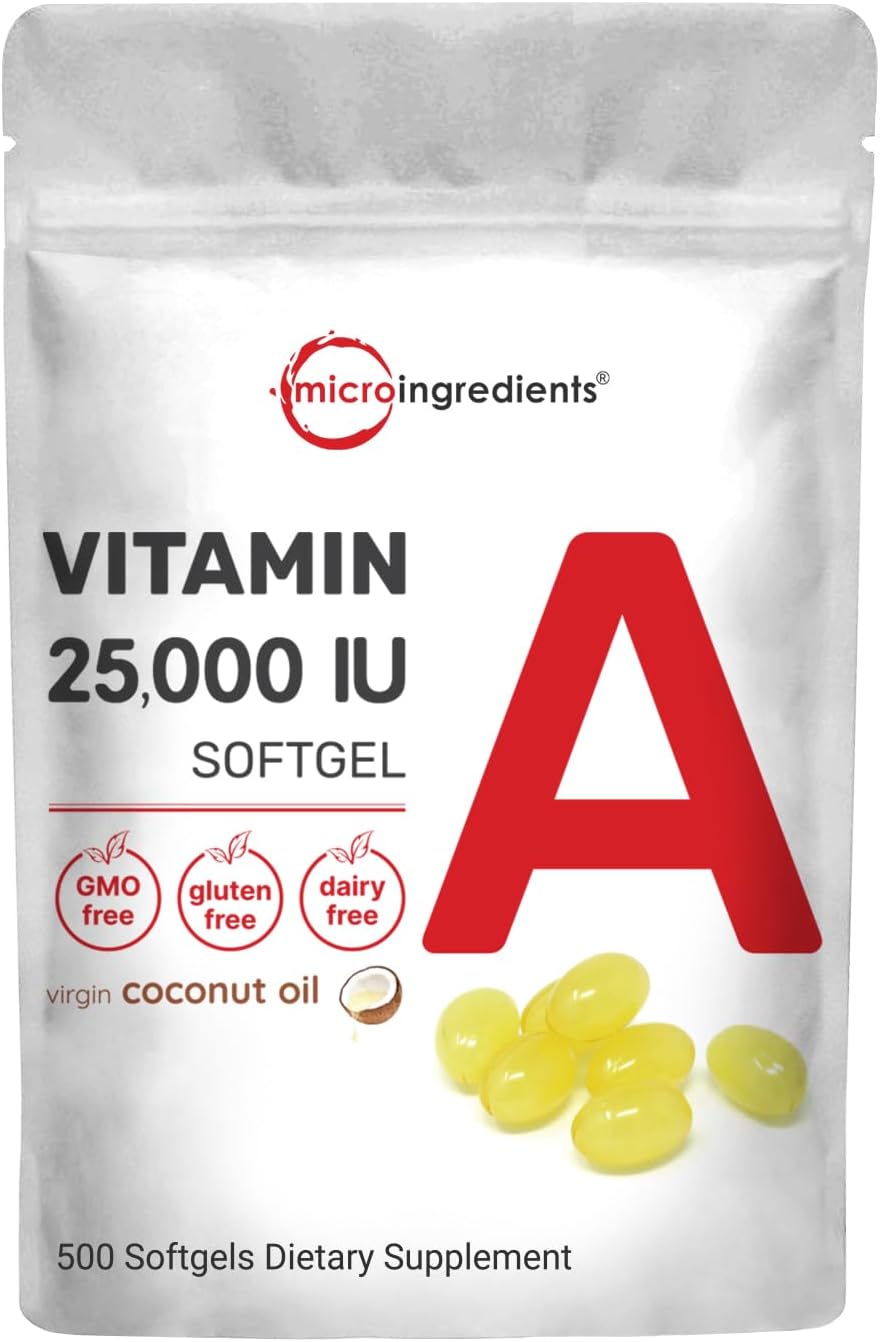 microingredients®
VITAMIN
25,000 IU
SOFTGEL
A
GMO
free
gluten
free
dairy
free
virgin coconut oil
500 Softgels Dietary Supplement